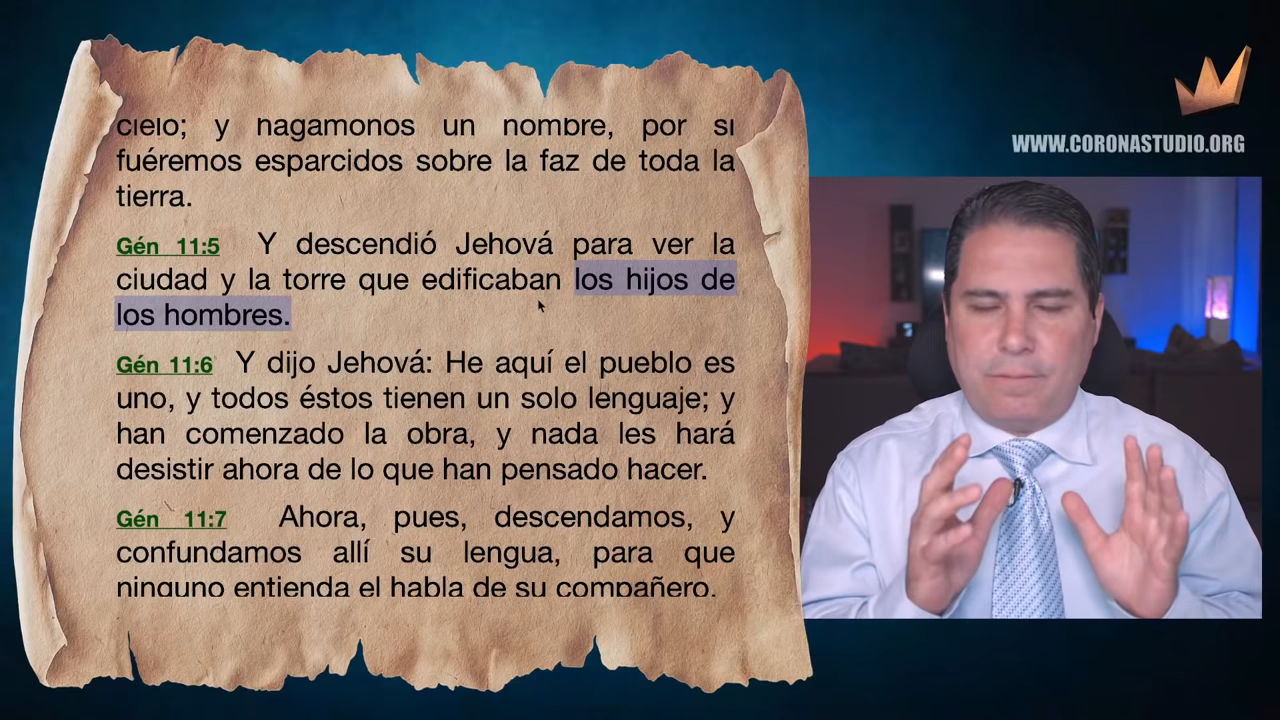 cielo; y hagamonos un nombre, por si
fuéremos esparcidos sobre la faz de toda la
tierra.
Gén 11:5 Y descendió Jehová para ver la
ciudad y la torre que edificaban los hijos de
los hombres.
Gén 11:6 Y dijo Jehová: He aquí el pueblo es
uno, y todos éstos tienen un solo lenguaje; y
han comenzado la obra, y nada les hará
desistir ahora de lo que han pensado hacer.
Gén 11:7 Ahora, pues, descendamos, y
confundamos allí su lengua, para que
ninguno entienda el habla de su compañero.
WWW.CORONASTUDIO.ORG